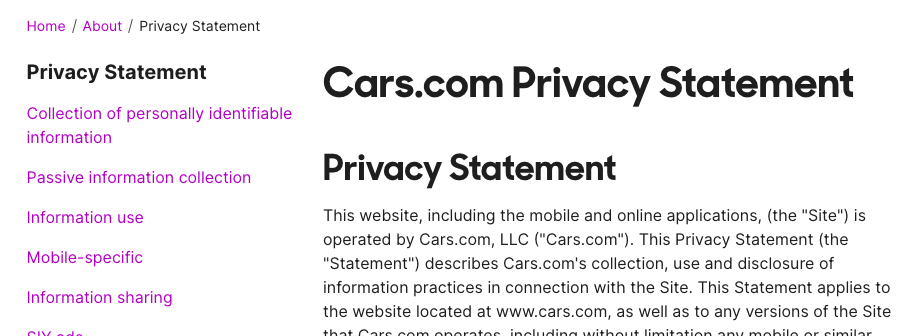 Home / About / Privacy Statement
Privacy Statement
Collection of personally identifiable
information
Passive information collection
Information use
Mobile-specific
Information sharing
Cars.com Privacy Statement
Privacy Statement
This website, including the mobile and online applications, (the "Site") is
operated by Cars.com, LLC ("Cars.com"). This Privacy Statement (the
"Statement") describes Cars.com's collection, use and disclosure of
information practices in connection with the Site. This Statement applies to
the website located at www.cars.com, as well as to any versions of the Site
that Cars.com operates, including without limitation any mobile or similar